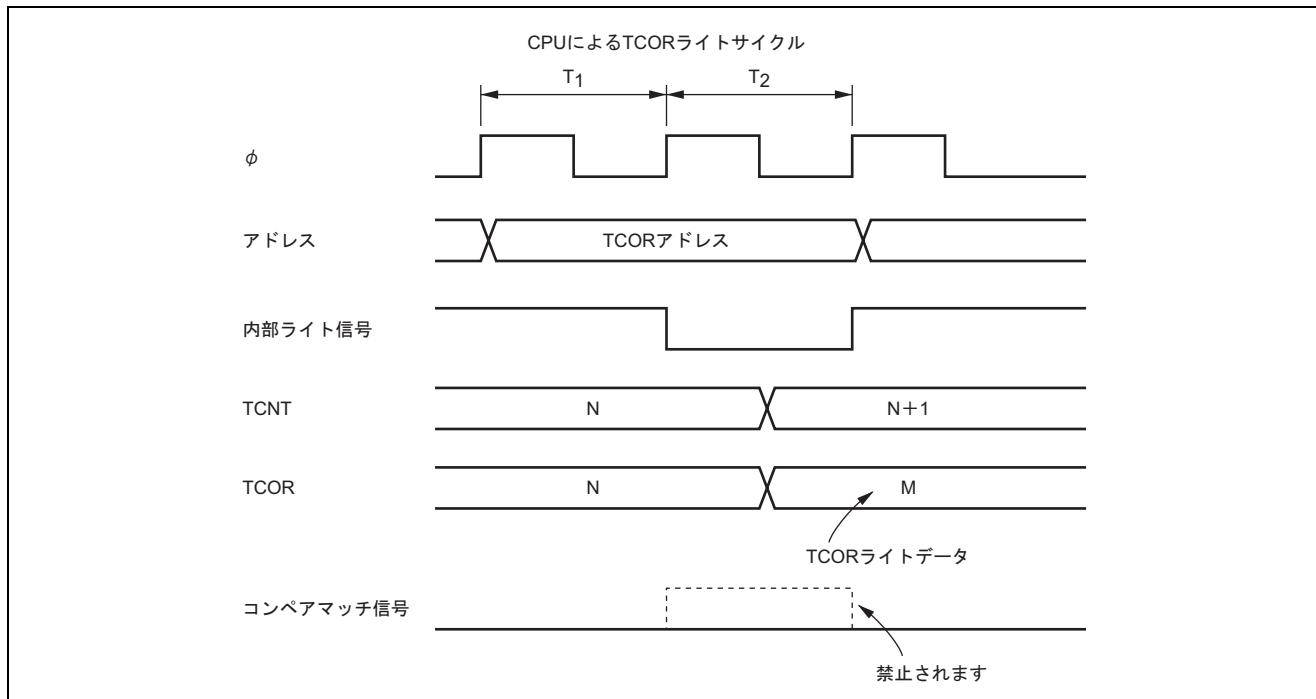 CPUによるTCORライトサイクル
T1 T2
φ
アドレス TCORアドレス
内部ライト信号
TCNT N N+1
TCOR N M
TCORライトデータ
コンペアマッチ信号
禁止されます